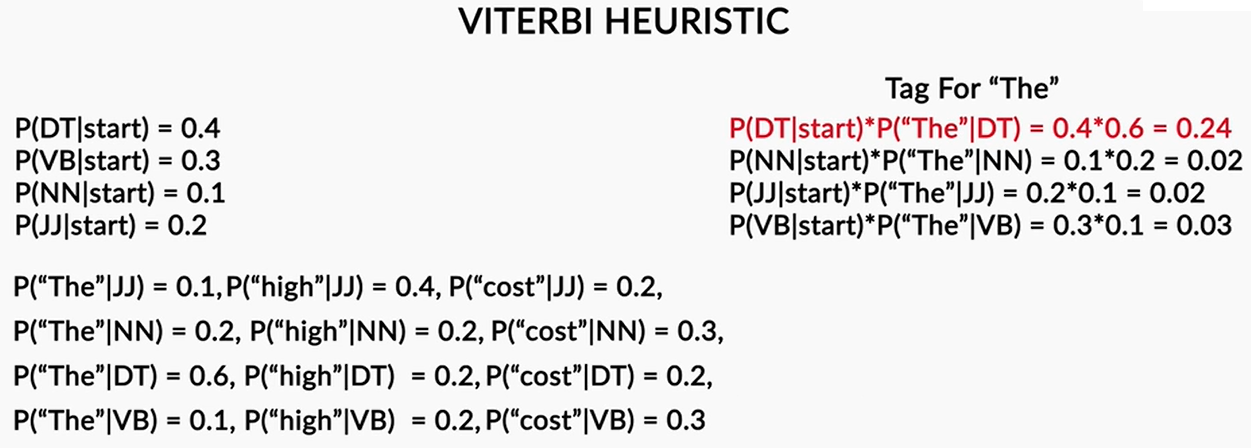 VITERBI HEURISTIC
P(DT|start) = 0.4
P(VB|start) = 0.3
P(NN|start) = 0.1
P(JJ|start) = 0.2
Tag For “The”
P(DT|start)*P(“The”|DT) = 0.4*0.6 = 0.24
P(NN|start)*P(“The”|NN) = 0.1*0.2 = 0.02
P(JJ|start)*P(“The”|JJ) = 0.2*0.1 = 0.02
P(VB|start)*P(“The”|VB) = 0.3*0.1 = 0.03
P(“The”|JJ) = 0.1, P(“high”|JJ) = 0.4, P(“cost”|JJ) = 0.2,
P(“The”|NN) = 0.2, P(“high”|NN) = 0.2, P(“cost”|NN) = 0.3,
P(“The”|DT) = 0.6, P(“high”|DT) = 0.2, P(“cost”|DT) = 0.2,
P(“The”|VB) = 0.1, P(“high”|VB) = 0.2, P(“cost”|VB) = 0.3